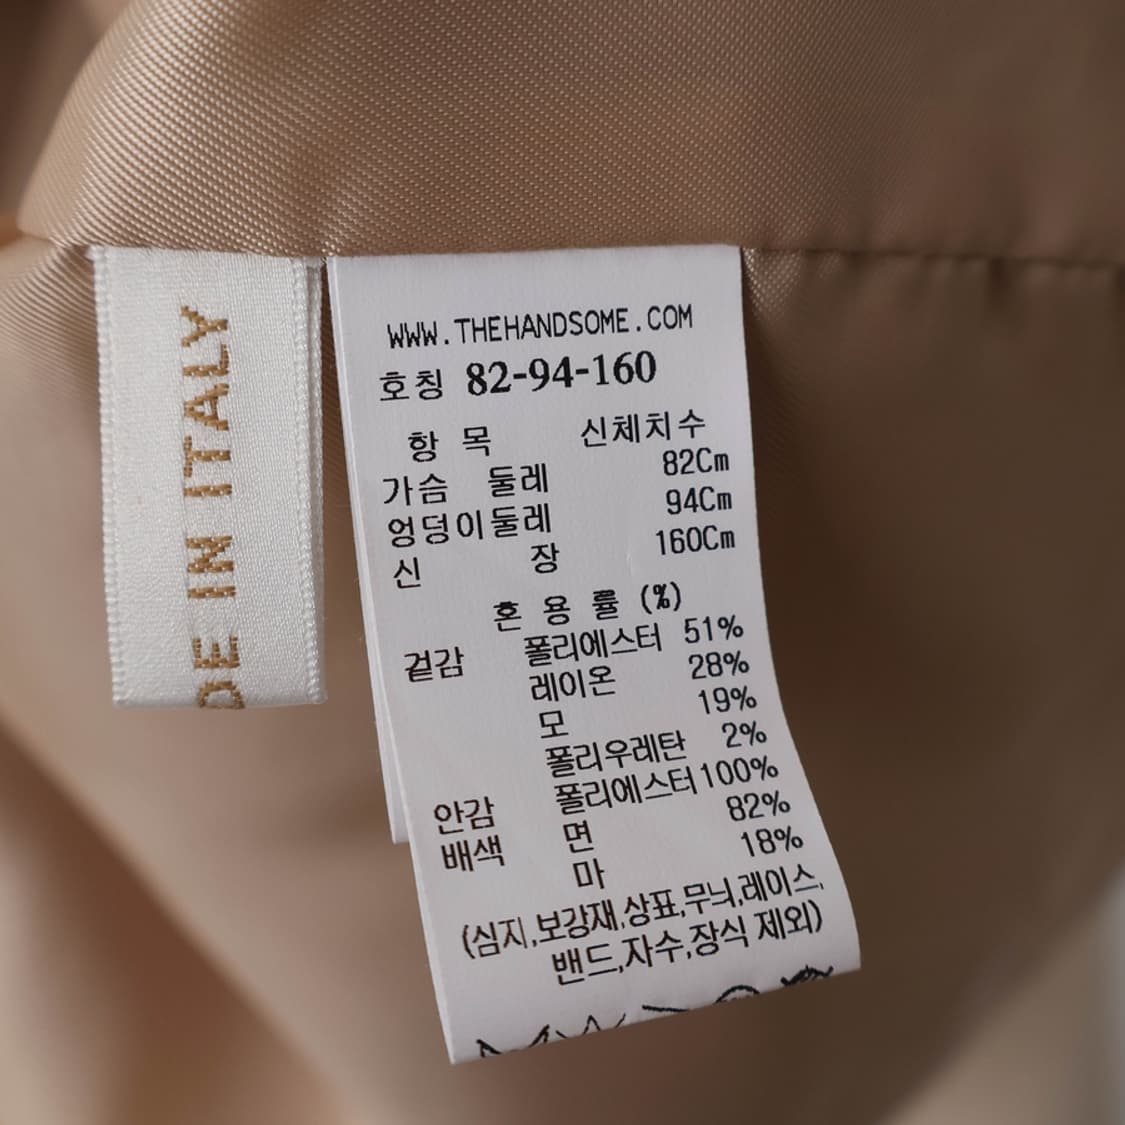 DE IN ITALY
WWW.THEHANDSOME.COM
호칭 82-94-160
항 목 신체치수
가슴 둘레 82Cm
엉덩이둘레 94Cm
신 장 160Cm
혼 용 률 (%)
겉감 폴리에스터 51%
레이온 28%
모 19%
폴리우레탄 2%
안감 폴리에스터 100%
배색 면 82%
마 18%
(심지,보강재,상표,무늬,레이스,
밴드,자수,장식 제외)